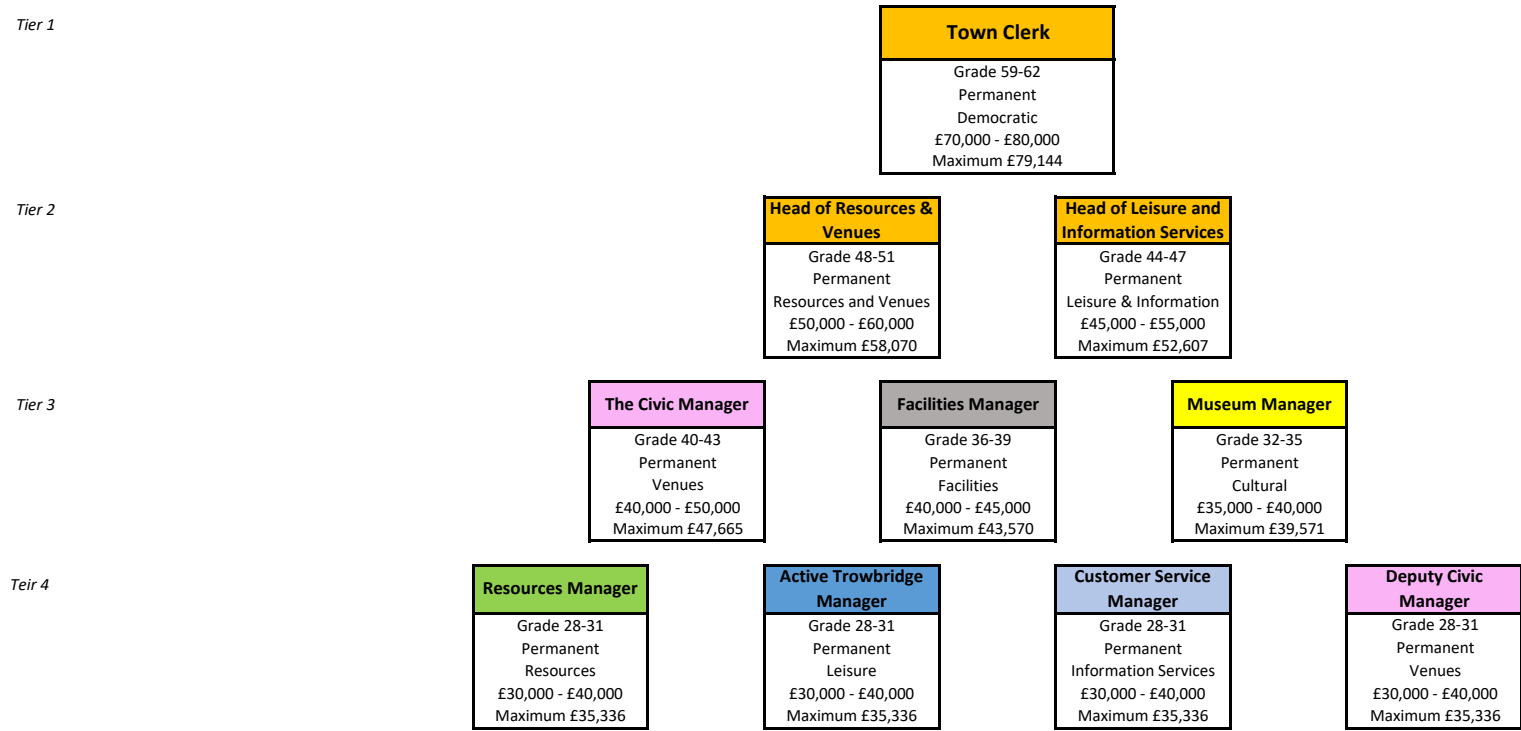 Tier 1
Town Clerk
Grade 59-62
Permanent
Democratic
£70,000 - £80,000
Maximum £79,144
Tier 2
Head of Resources &
Venues
Grade 48-51
Permanent
Resources and Venues
£50,000 - £60,000
Maximum £58,070
Head of Leisure and
Information Services
Grade 44-47
Permanent
Leisure & Information
£45,000 - £55,000
Maximum £52,607
Tier 3
The Civic Manager
Grade 40-43
Permanent
Venues
£40,000 - £50,000
Maximum £47,665
Facilities Manager
Grade 36-39
Permanent
Facilities
£40,000 - £45,000
Maximum £43,570
Museum Manager
Grade 32-35
Permanent
Cultural
£35,000 - £40,000
Maximum £39,571
Teir 4
Resources Manager
Grade 28-31
Permanent
Resources
£30,000 - £40,000
Maximum £35,336
Active Trowbridge
Manager
Grade 28-31
Permanent
Leisure
£30,000 - £40,000
Maximum £35,336
Customer Service
Manager
Grade 28-31
Permanent
Information Services
£30,000 - £40,000
Maximum £35,336
Deputy Civic
Manager
Grade 28-31
Permanent
Venues
£30,000 - £40,000
Maximum £35,336